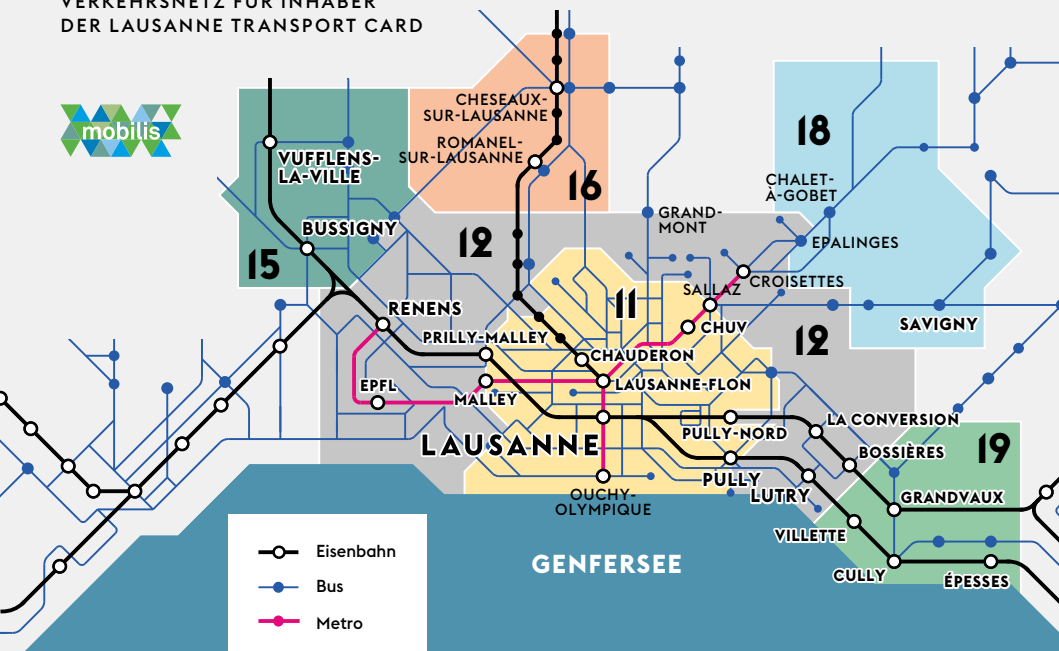 VERKEHRSNETZ FÜR INHABER
DER LAUSANNE TRANSPORT CARD
mobilis
18
CHESEAUX-
SUR-LAUSANNE
ROMANEL-
SUR-LAUSANNE
VUFFLENS-
LA-VILLE
16
CHALET-
À-GOBET
GRAND-
MONT
BUSSIGNY
12
EPALINGES
15
CROISETTES
SALLAZ
11
RENENS
CHUV
SAVIGNY
PRILLY-MALLEY
12
CHAUDERON
EPFL
LAUSANNE-FLON
MALLEY
LA CONVERSION
PULLY-NORD
LAUSANNE
BOSSIÈRES
19
PULLY
LUTRY
OUCHY-
OLYMPIQUE
GRANDVAUX
VILLETTE
GENFERSEE
CULLY
ÉPESSES
Eisenbahn
Bus
Metro